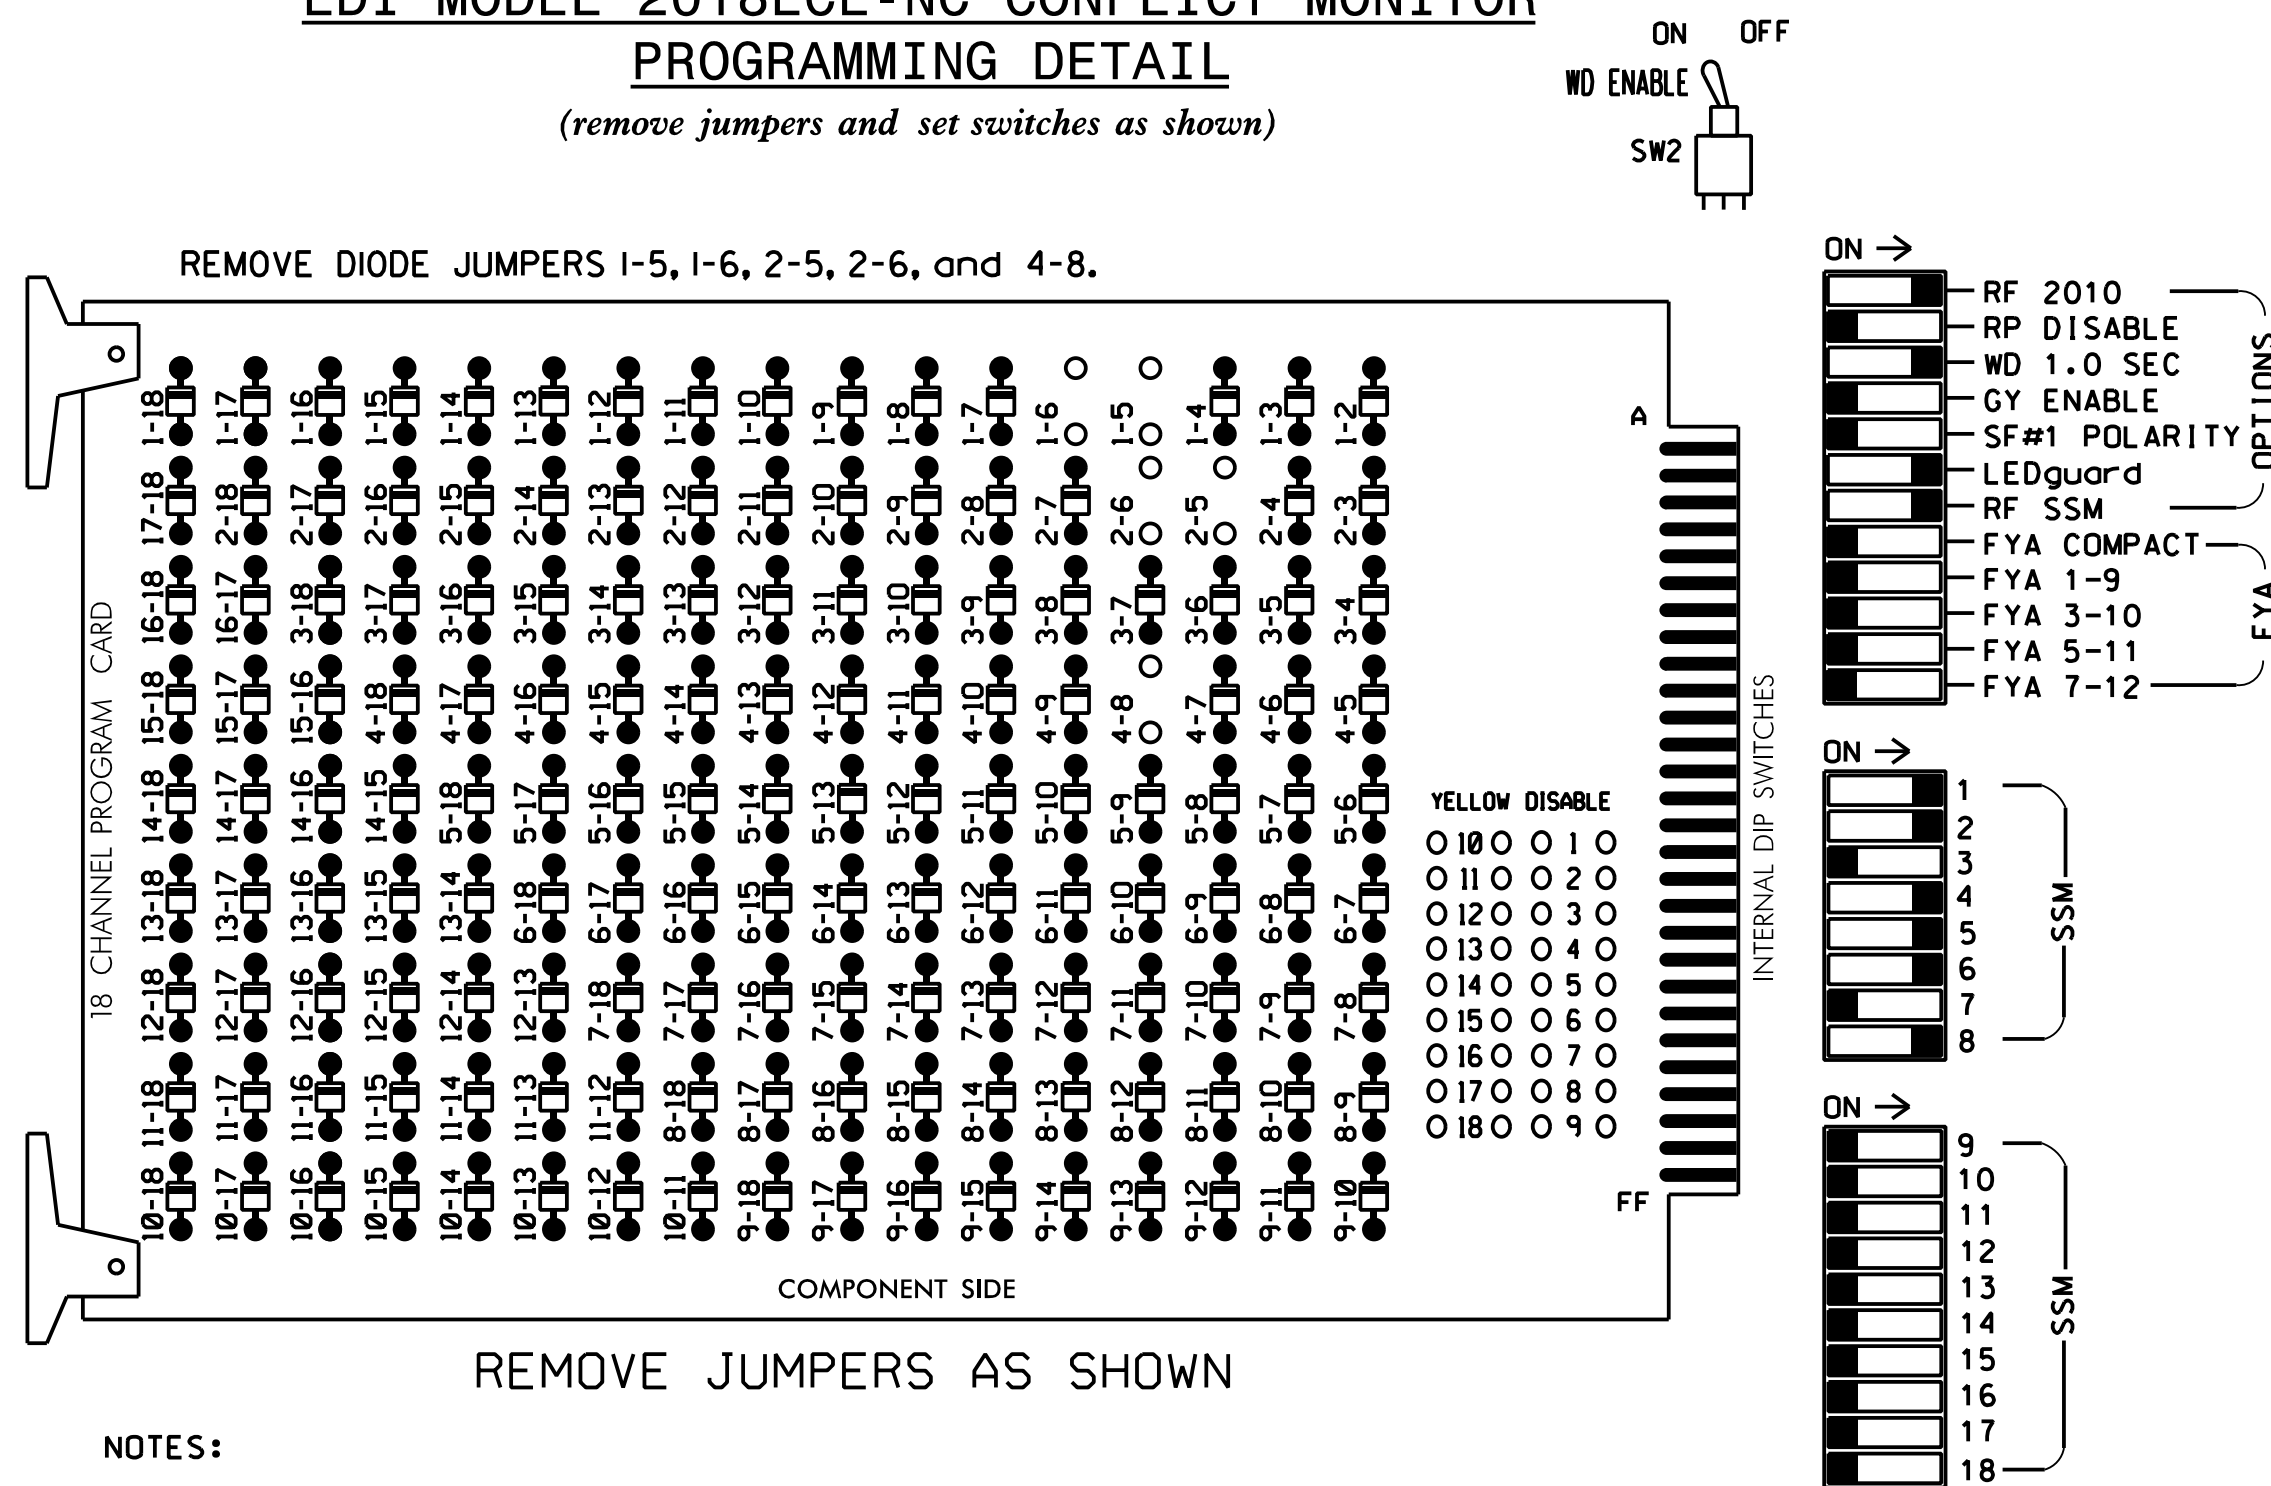 EDI MODEL 2018ECL-NC CONFLICT MONITOR
PROGRAMMING DETAIL
(remove jumpers and set switches as shown)
ON OFF
WD ENABLE
SW2
REMOVE DIODE JUMPERS 1-5, 1-6, 2-5, 2-6, and 4-8.
18 CHANNEL PROGRAM CARD
1-18 1-17 1-16 1-15 1-14 1-13 1-12 1-11 1-10 1-9 1-8 1-7 1-6 1-5 1-4 1-3 1-2
17-18 2-18 2-17 2-16 2-15 2-14 2-13 2-12 2-11 2-10 2-9 2-8 2-7 2-6 2-5 2-4 2-3
16-18 16-17 3-18 3-17 3-16 3-15 3-14 3-13 3-12 3-11 3-10 3-9 3-8 3-7 3-6 3-5 3-4
15-18 15-17 15-16 4-18 4-17 4-16 4-15 4-14 4-13 4-12 4-11 4-10 4-9 4-8 4-7 4-6 4-5
14-18 14-17 14-16 14-15 5-18 5-17 5-16 5-15 5-14 5-13 5-12 5-11 5-10 5-9 5-8 5-7 5-6
13-18 13-17 13-16 13-15 13-14 6-18 6-17 6-16 6-15 6-14 6-13 6-12 6-11 6-10 6-9 6-8 6-7
12-18 12-17 12-16 12-15 12-14 12-13 7-18 7-17 7-16 7-15 7-14 7-13 7-12 7-11 7-10 7-9 7-8
11-18 11-17 11-16 11-15 11-14 11-13 11-12 8-18 8-17 8-16 8-15 8-14 8-13 8-12 8-11 8-10 8-9
10-18 10-17 10-16 10-15 10-14 10-13 10-12 10-11 9-18 9-17 9-16 9-15 9-14 9-13 9-12 9-11 9-10
YELLOW DISABLE
10 1
11 2
12 3
13 4
14 5
15 6
16 7
17 8
18 9
A
FF
COMPONENT SIDE
INTERNAL DIP SWITCHES
REMOVE JUMPERS AS SHOWN
NOTES:
ON
RF 2010
RP DISABLE
WD 1.0 SEC
GY ENABLE
SF#1 POLARITY
LEDguard
RF SSM
OPTIONS
FYA COMPACT
FYA 1-9
FYA 3-10
FYA 5-11
FYA 7-12
FYA
ON
1
2
3
4
5
6
7
8
SSM
ON
9
10
11
12
13
14
15
16
17
18
SSM